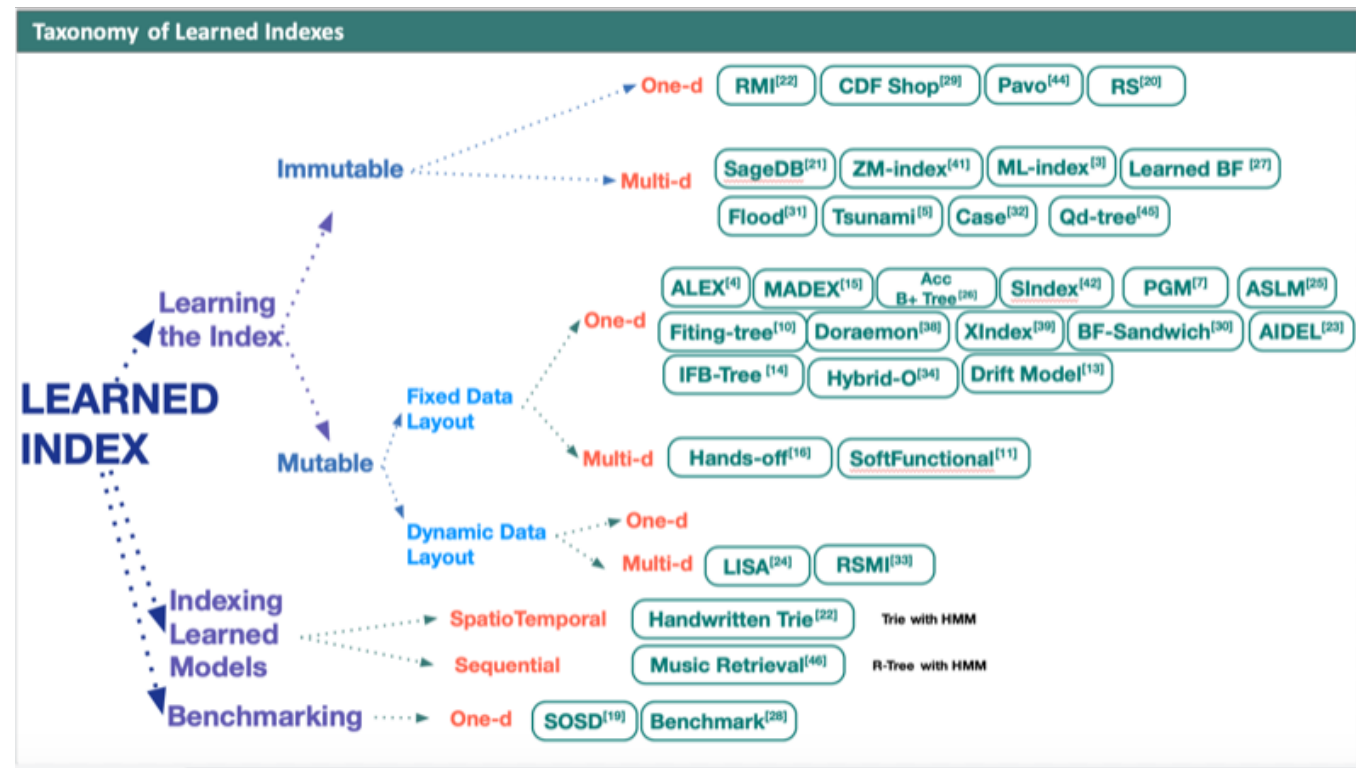 Taxonomy of Learned Indexes
One-d RMI[22] CDF Shop[29] Pavo[44] RS[20]
Immutable
Multi-d SageDB[21] ZM-index[41] ML-index[3] Learned BF [27]
Flood[31] Tsunami[5] Case[32] Qd-tree[45]
Learning
the Index
One-d ALEX[4] MADEX[15] Acc
B+ Tree[26] SIndex[42] PGM[7] ASLM[25]
Fiting-tree[10] Doraemon[38] XIndex[39] BF-Sandwich[30] AIDEL[23]
IFB-Tree [14] Hybrid-O[34] Drift Model[13]
LEARNED
INDEX
Fixed Data
Layout
Mutable
Multi-d Hands-off[16] SoftFunctional[11]
Dynamic Data
Layout
One-d
Multi-d LISA[24] RSMI[33]
Indexing
Learned
Models
SpatioTemporal Handwritten Trie[22] Trie with HMM
Sequential Music Retrieval[46] R-Tree with HMM
Benchmarking One-d SOSD[19] Benchmark[28]